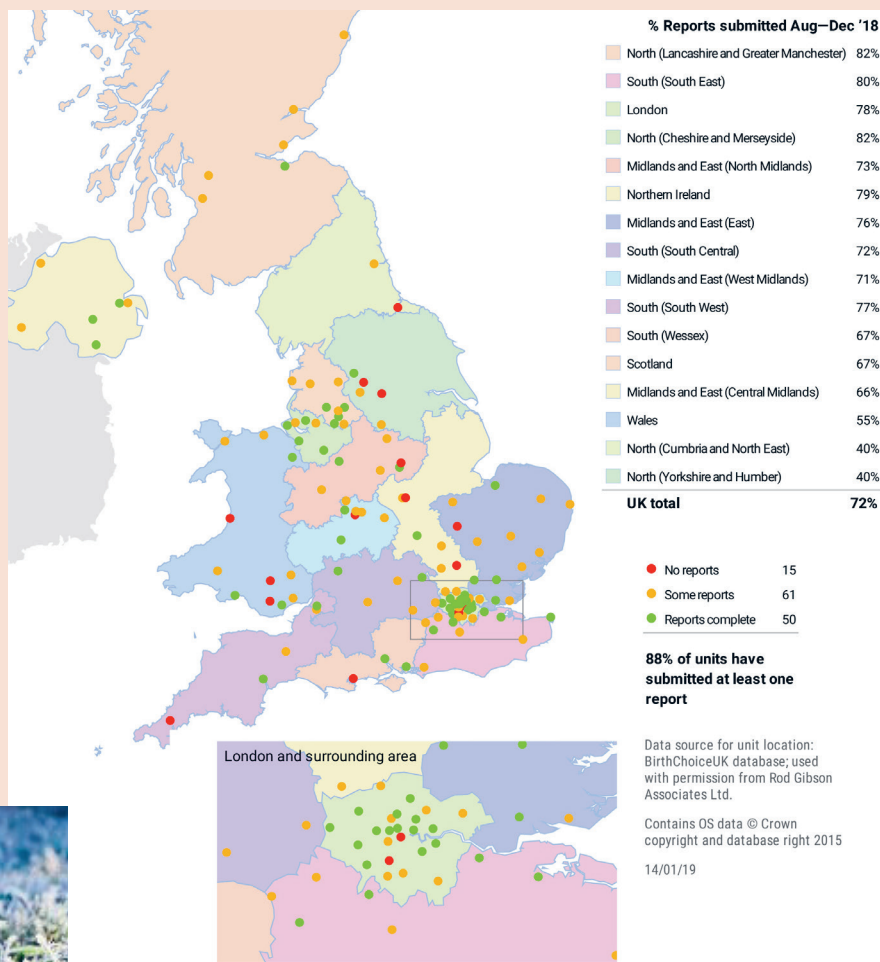 % Reports submitted Aug—Dec ’18
North (Lancashire and Greater Manchester) 82%
South (South East) 80%
London 78%
North (Cheshire and Merseyside) 82%
Midlands and East (North Midlands) 73%
Northern Ireland 79%
Midlands and East (East) 76%
South (South Central) 72%
Midlands and East (West Midlands) 71%
South (South West) 77%
South (Wessex) 67%
Scotland 67%
Midlands and East (Central Midlands) 66%
Wales 55%
North (Cumbria and North East) 40%
North (Yorkshire and Humber) 40%
UK total 72%
No reports 15
Some reports 61
Reports complete 50
88% of units have
submitted at least one
report
Data source for unit location:
BirthChoiceUK database; used
with permission from Rod Gibson
Associates Ltd.
Contains OS data © Crown
copyright and database right 2015
14/01/19
London and surrounding area